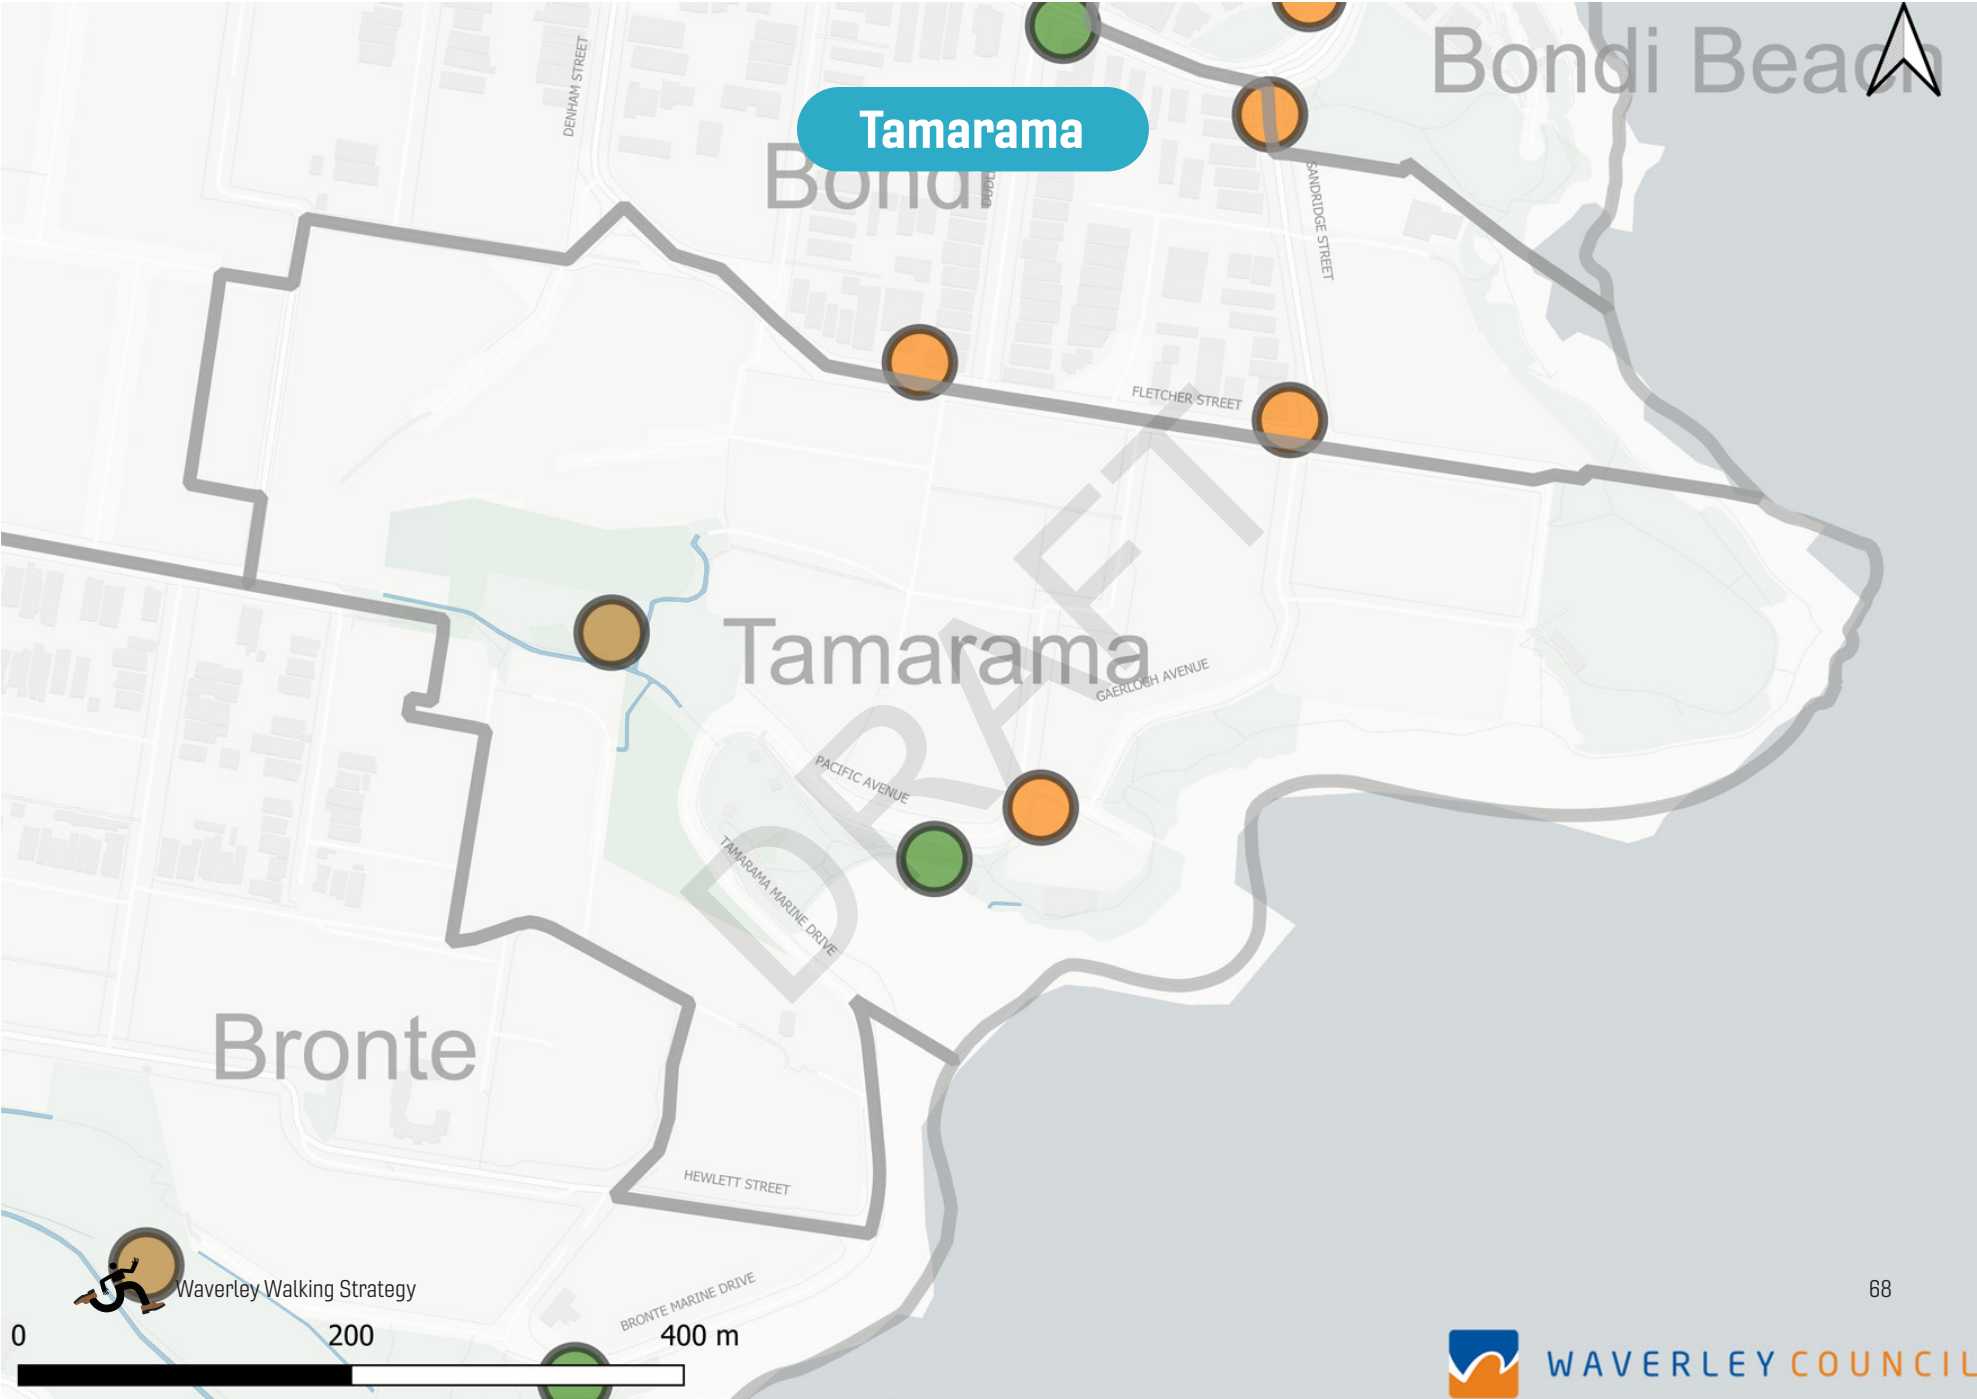 Bondi Beach
DENHAM STREET
Tamarama
Bondi
SANDRIDGE STREET
FLETCHER STREET
DRAFT
Tamarama
GAERLOCH AVENUE
PACIFIC AVENUE
TAMARAMA MARINE DRIVE
Bronte
HEWLETT STREET
BRONTE MARINE DRIVE
Waverley Walking Strategy
68
0 200 400 m
WAVERLEY COUNCIL